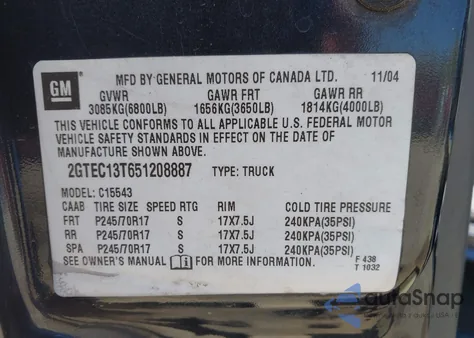 GM
MFD BY GENERAL MOTORS OF CANADA LTD. 11/04
GVWR GAWR FRT GAWR RR
3085KG(6800LB) 1656KG(3650LB) 1814KG(4000LB)
THIS VEHICLE CONFORMS TO ALL APPLICABLE U.S. FEDERAL MOTOR
VEHICLE SAFETY STANDARDS IN EFFECT ON THE DATE OF
MANUFACTURE SHOWN ABOVE.
2GTEC13T651208887 TYPE: TRUCK
MODEL: C15543
CAAB TIRE SIZE SPEED RTG RIM COLD TIRE PRESSURE
FRT P245/70R17 S 17X7.5J 240KPA(35PSI)
RR P245/70R17 S 17X7.5J 240KPA(35PSI)
SPA P245/70R17 S 17X7.5J 240KPA(35PSI)
SEE OWNER'S MANUAL FOR MORE INFORMATION. F 438
T 1032
autoSnap